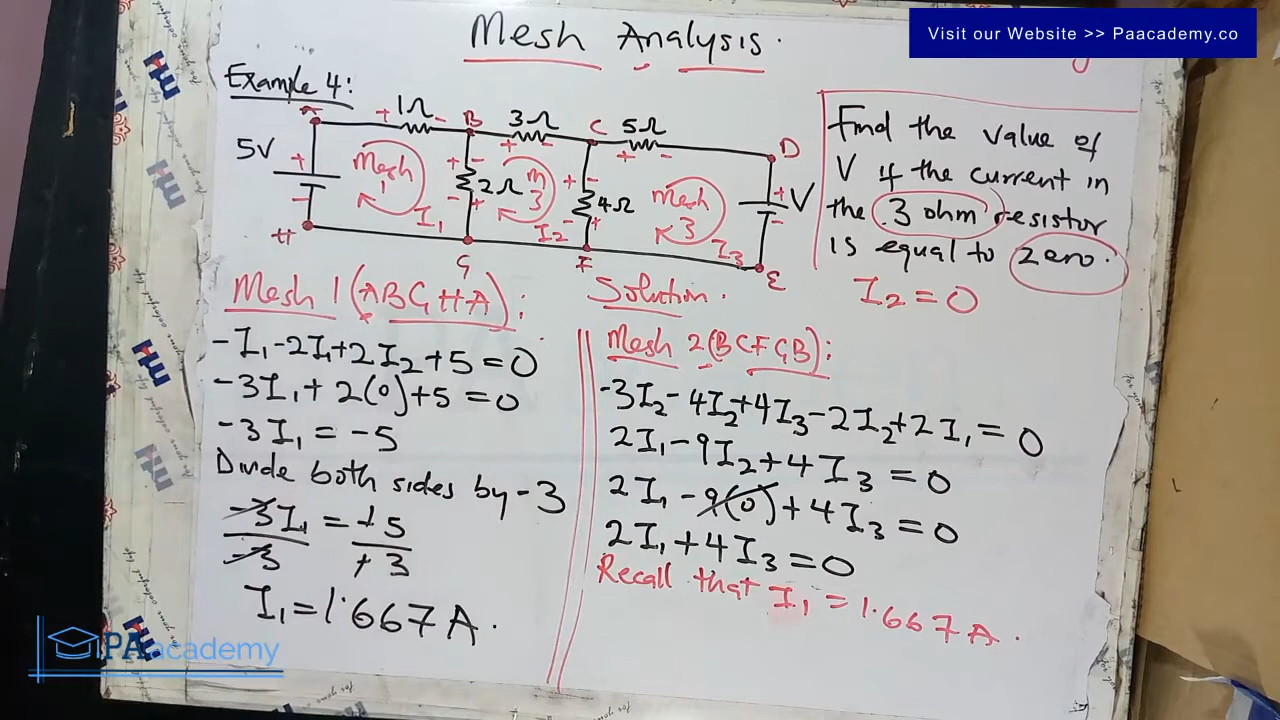 Mesh Analysis.
Visit our Website >> Paacademy.co
Example 4:
A + 1Ω - B 3Ω C 5Ω D
+ - + -
5V + - Mesh 1 I₁ + - 2Ω - + m 3 I₂ + - 4Ω - + Mesh 3 I₃ + V -
H G F E
Find the value of
V if the current in
the 3 ohm resistor
is equal to zero.
I₂ = 0
Solution.
Mesh 1 (ABGHA):
-I₁-2I₁+2I₂+5=0
-3I₁+2(0)+5=0
-3I₁=-5
Divide both sides by -3
-3I₁/-3 = +5/+3
I₁=1.667A.
Mesh 2(BCFGB):
-3I₂-4I₂+4I₃-2I₂+2I₁=0
2I₁-9I₂+4I₃=0
2I₁-9(0)+4I₃=0
2I₁+4I₃=0
Recall that I₁=1.667A.
PAacademy